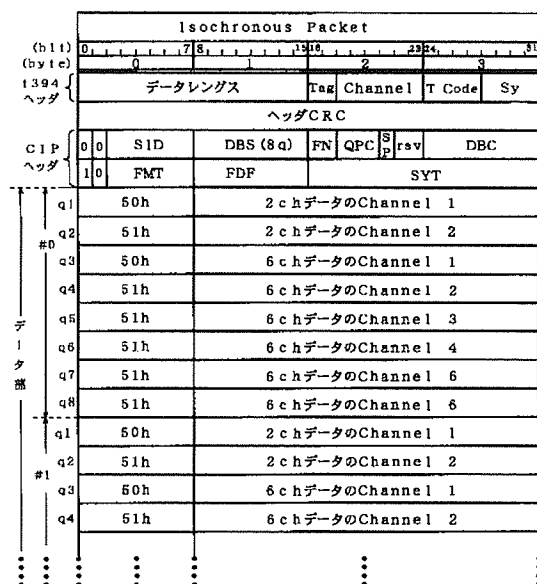 Isochronous Packet
(bit) 0 7 8 15 16 23 24 31
(byte) 0 1 2 3
1394ヘッダ データレングス Tag Channel T Code Sy
ヘッダCRC
CIPヘッダ 0 0 SID DBS (8q) FN QPC SP rsv DBC
1 0 FMT FDF SYT
データ部
#0
q1 50h 2chデータのChannel 1
q2 51h 2chデータのChannel 2
q3 50h 6chデータのChannel 1
q4 51h 6chデータのChannel 2
q5 51h 6chデータのChannel 3
q6 51h 6chデータのChannel 4
q7 51h 6chデータのChannel 5
q8 51h 6chデータのChannel 6
#1
q1 50h 2chデータのChannel 1
q2 51h 2chデータのChannel 2
q3 50h 6chデータのChannel 1
q4 51h 6chデータのChannel 2